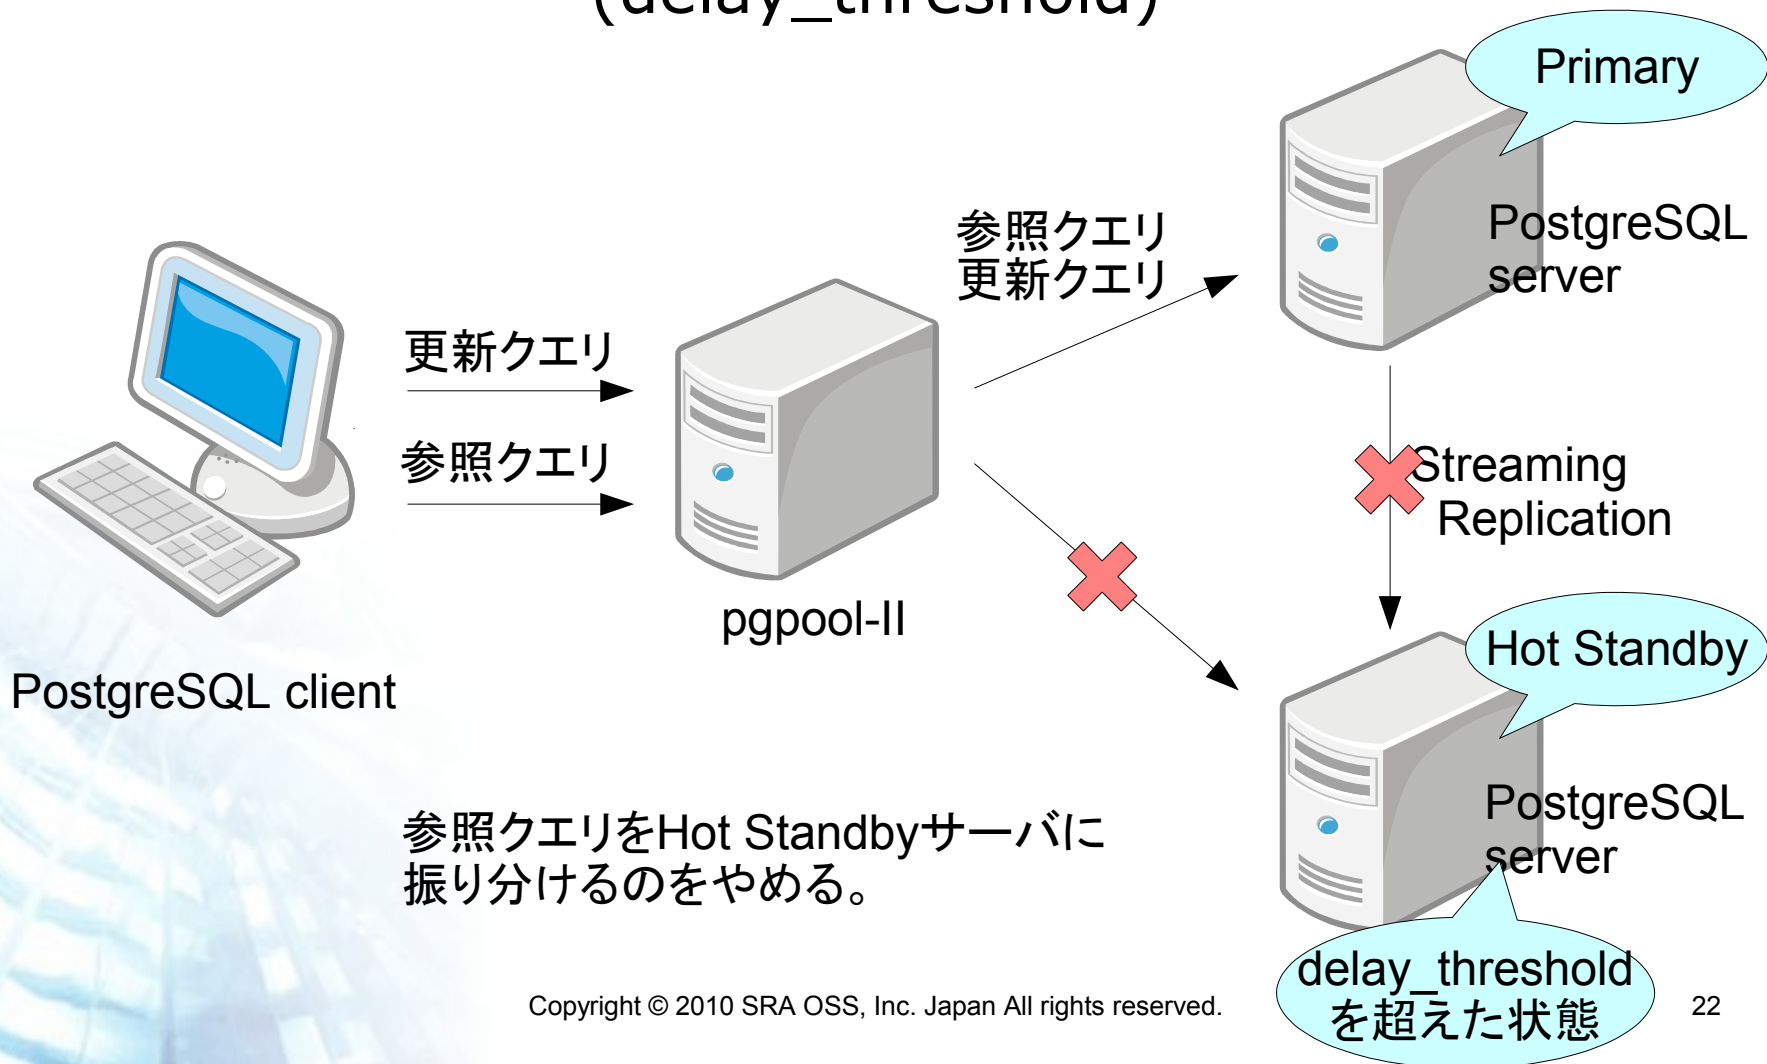 (delay_threshold)
Primary
PostgreSQL
server
参照クエリ
更新クエリ
更新クエリ
参照クエリ
Streaming
Replication
pgpool-II
Hot Standby
PostgreSQL client
PostgreSQL
server
参照クエリをHot Standbyサーバに
振り分けるのをやめる。
delay_threshold
を超えた状態
Copyright © 2010 SRA OSS, Inc. Japan All rights reserved.
22